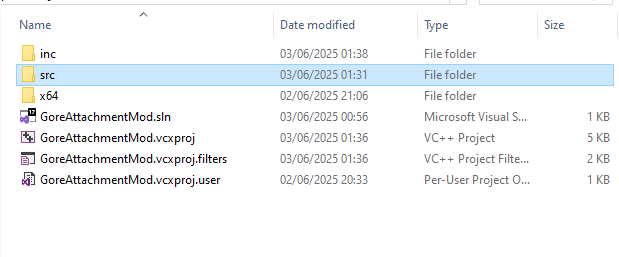 Name Date modified Type Size
inc 03/06/2025 01:38 File folder
src 03/06/2025 01:31 File folder
x64 02/06/2025 21:06 File folder
GoreAttachmentMod.sln 03/06/2025 00:56 Microsoft Visual S... 1 KB
GoreAttachmentMod.vcxproj 03/06/2025 01:36 VC++ Project 5 KB
GoreAttachmentMod.vcxproj.filters 03/06/2025 01:36 VC++ Project Filte... 2 KB
GoreAttachmentMod.vcxproj.user 02/06/2025 20:33 Per-User Project O... 1 KB